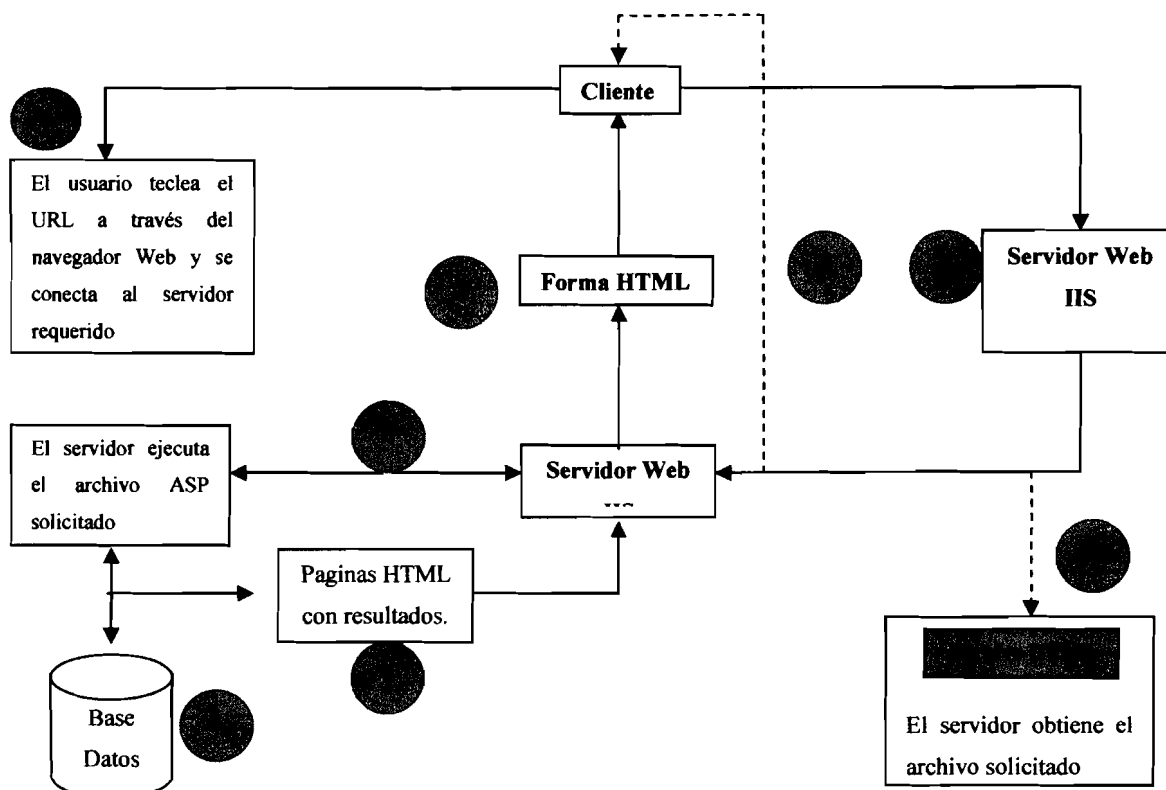 Cliente
El usuario teclea el
URL a través del
navegador Web y se
conecta al servidor
requerido
Forma HTML
Servidor Web
IIS
El servidor ejecuta
el archivo ASP
solicitado
Servidor Web
Paginas HTML
con resultados.
Base
Datos
El servidor obtiene el
archivo solicitado